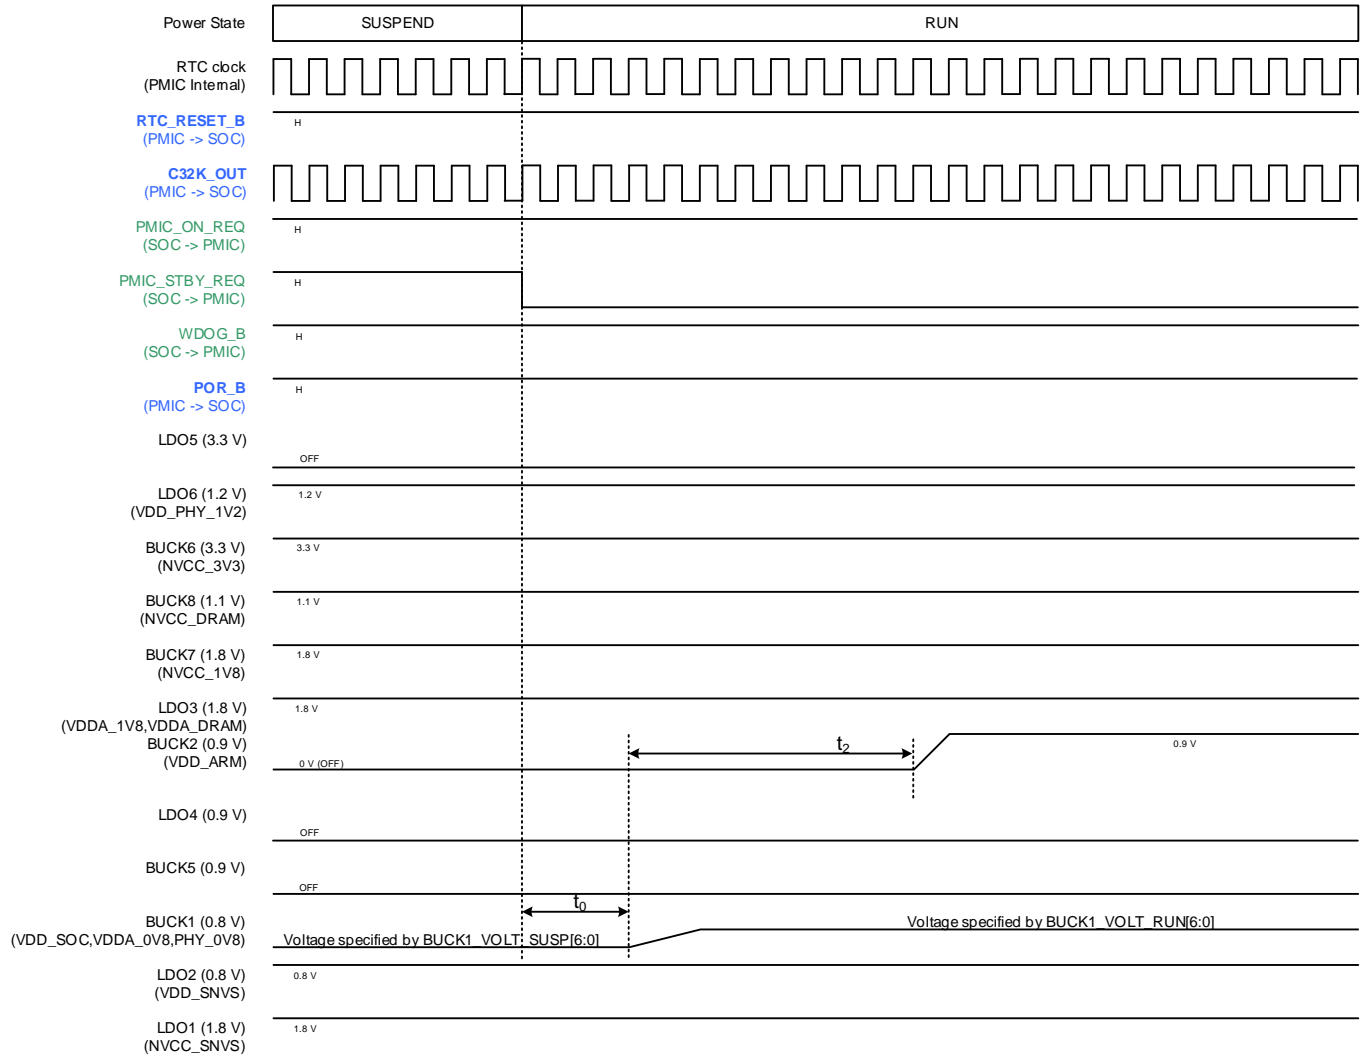 Power State
SUSPEND
RUN
RTC clock
(PMIC Internal)
RTC_RESET_B
(PMIC -> SOC)
H
C32K_OUT
(PMIC -> SOC)
PMIC_ON_REQ
(SOC -> PMIC)
H
PMIC_STBY_REQ
(SOC -> PMIC)
H
WDOG_B
(SOC -> PMIC)
H
POR_B
(PMIC -> SOC)
H
LDO5 (3.3 V)
OFF
LDO6 (1.2 V)
(VDD_PHY_1V2)
1.2 V
BUCK6 (3.3 V)
(NVCC_3V3)
3.3 V
BUCK8 (1.1 V)
(NVCC_DRAM)
1.1 V
BUCK7 (1.8 V)
(NVCC_1V8)
1.8 V
LDO3 (1.8 V)
(VDDA_1V8,VDDA_DRAM)
1.8 V
BUCK2 (0.9 V)
(VDD_ARM)
0 V (OFF)
t2
0.9 V
LDO4 (0.9 V)
OFF
BUCK5 (0.9 V)
OFF
t0
BUCK1 (0.8 V)
(VDD_SOC,VDDA_0V8,PHY_0V8)
Voltage specified by BUCK1_VOLT_SUSP[6:0]
Voltage specified by BUCK1_VOLT_RUN[6:0]
LDO2 (0.8 V)
(VDD_SNVS)
0.8 V
LDO1 (1.8 V)
(NVCC_SNVS)
1.8 V